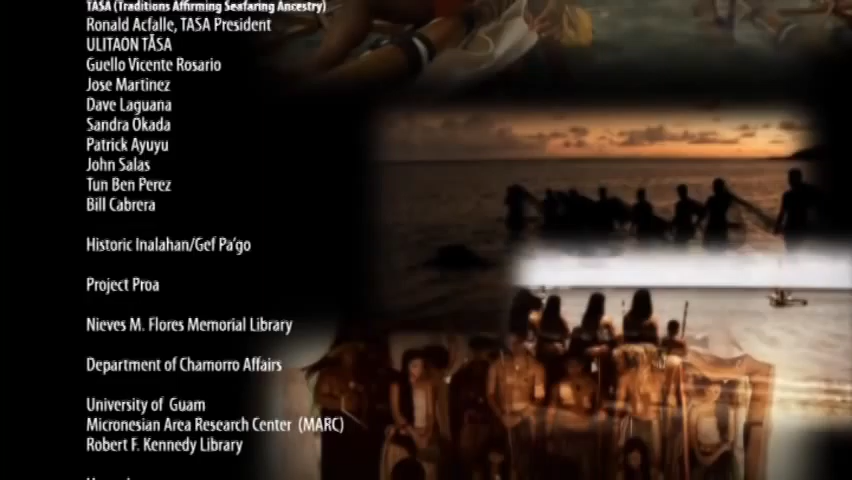 TASA (Traditions Affirming Seafaring Ancestry)
Ronald Acfalle, TASA President
ULITAON TÅSA
Guello Vicente Rosario
Jose Martinez
Dave Laguana
Sandra Okada
Patrick Ayuyu
John Salas
Tun Ben Perez
Bill Cabrera
Historic Inalahan/Gef Pa'go
Project Proa
Nieves M. Flores Memorial Library
Department of Chamorro Affairs
University of Guam
Micronesian Area Research Center (MARC)
Robert F. Kennedy Library